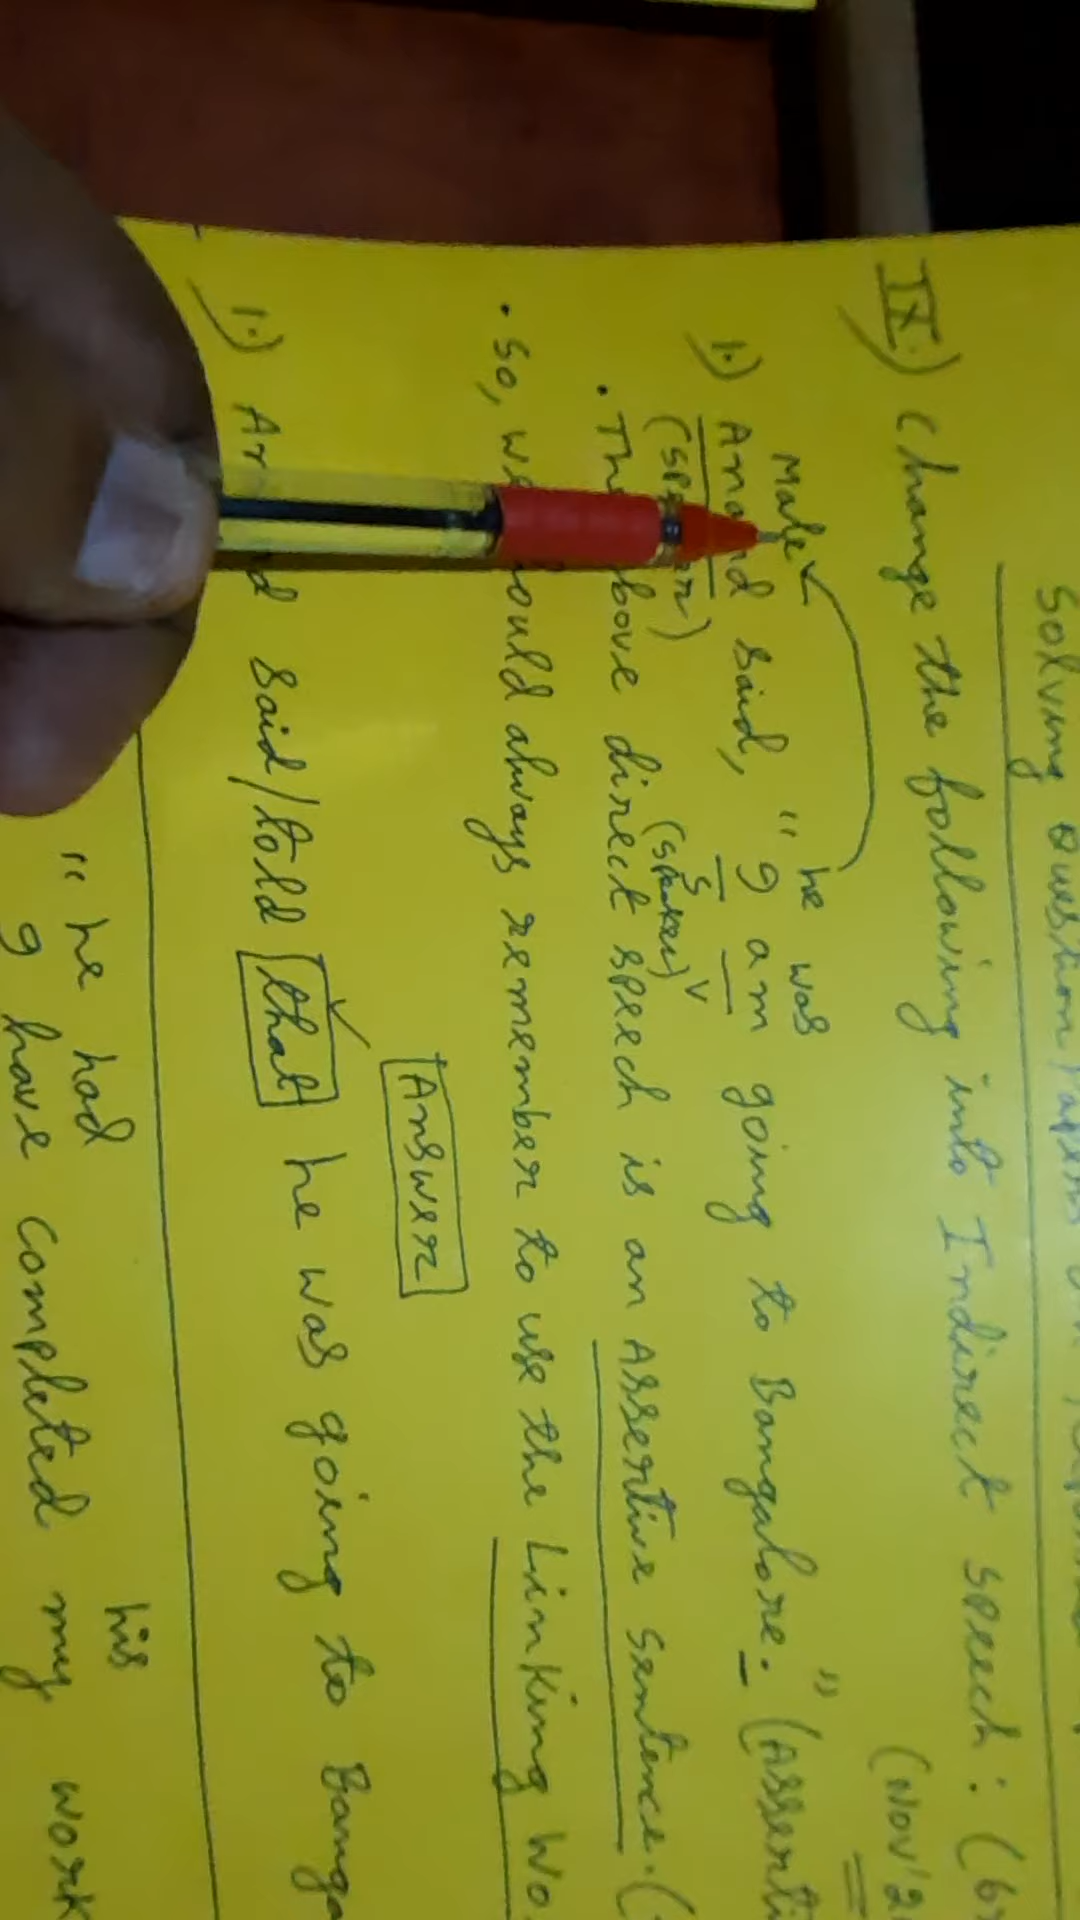 Solving Question Papers
IX.) Change the following into Indirect speech : (6x
(Nov'2
Male he was
1.) Anand said, " I am going to Bangalore. " (Asserti
S V
(speaker)
• The above direct speech is an Assertive sentence. (
• So, we should always remember to use the Linking Wo
Answer
1.) Anand said/told that he was going to Banga
"he had his
I have completed my work